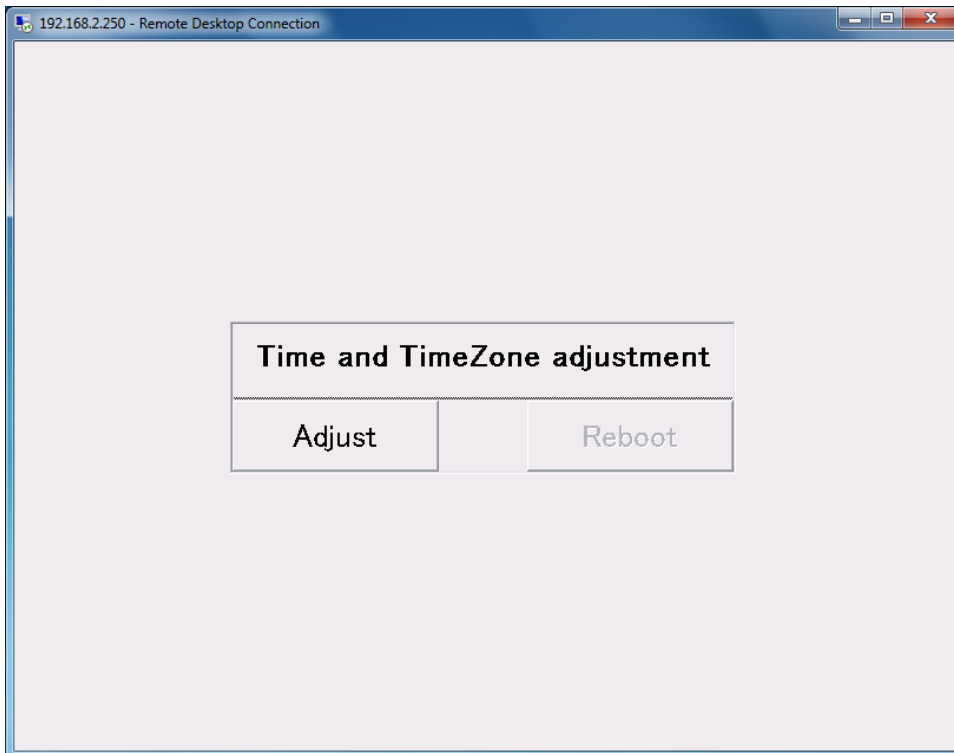 192.168.2.250 - Remote Desktop Connection
Time and TimeZone adjustment
Adjust
Reboot